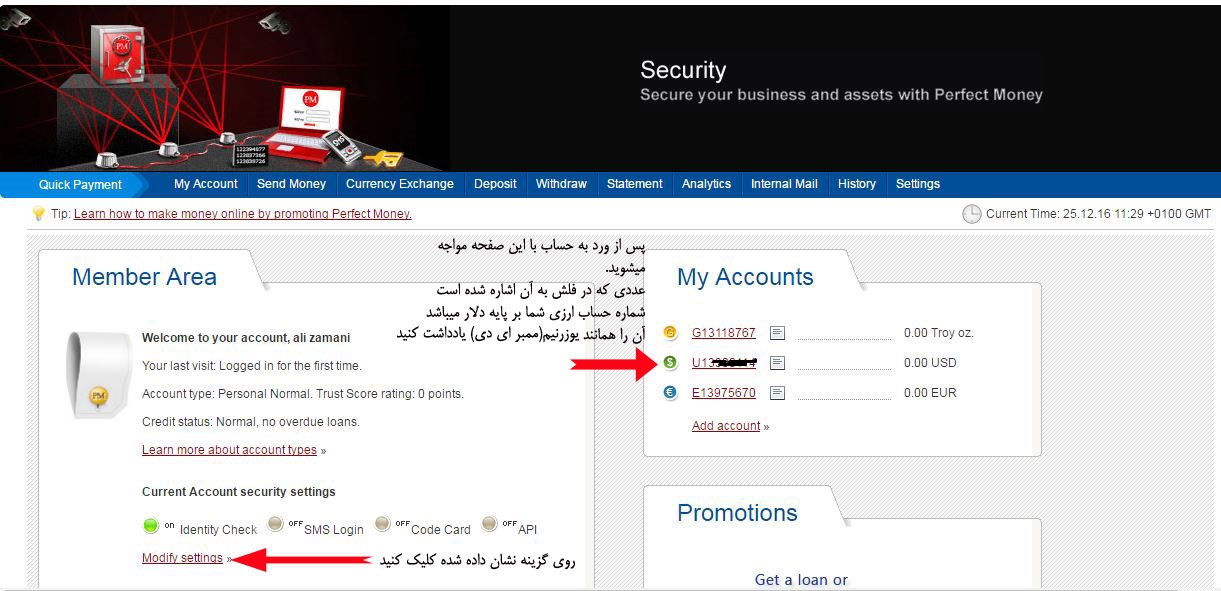 PM
PM
122394877
123837366
123838726
Security
Secure your business and assets with Perfect Money
Quick Payment
My Account
Send Money
Currency Exchange
Deposit
Withdraw
Statement
Analytics
Internal Mail
History
Settings
Tip: Learn how to make money online by promoting Perfect Money.
Current Time: 25.12.16 11:29 +0100 GMT
پس از ورد به حساب با این صفحه مواجه
میشوید.
عددی که در فلش به آن اشاره شده است
شماره حساب ارزی شما بر پایه دلار میباشد
آن را همانند یوزرنیم(ممبر ای دی) یادداشت کنید
Member Area
PM
Welcome to your account, ali zamani
Your last visit: Logged in for the first time.
Account type: Personal Normal. Trust Score rating: 0 points.
Credit status: Normal, no overdue loans.
Learn more about account types »
Current Account security settings
on Identity Check OFF SMS Login OFF Code Card OFF API
Modify settings »
روی گزینه نشان داده شده کلیک کنید
My Accounts
G13118767 0.00 Troy oz.
0.00 USD
E13975670 0.00 EUR
Add account »
Promotions
Get a loan or